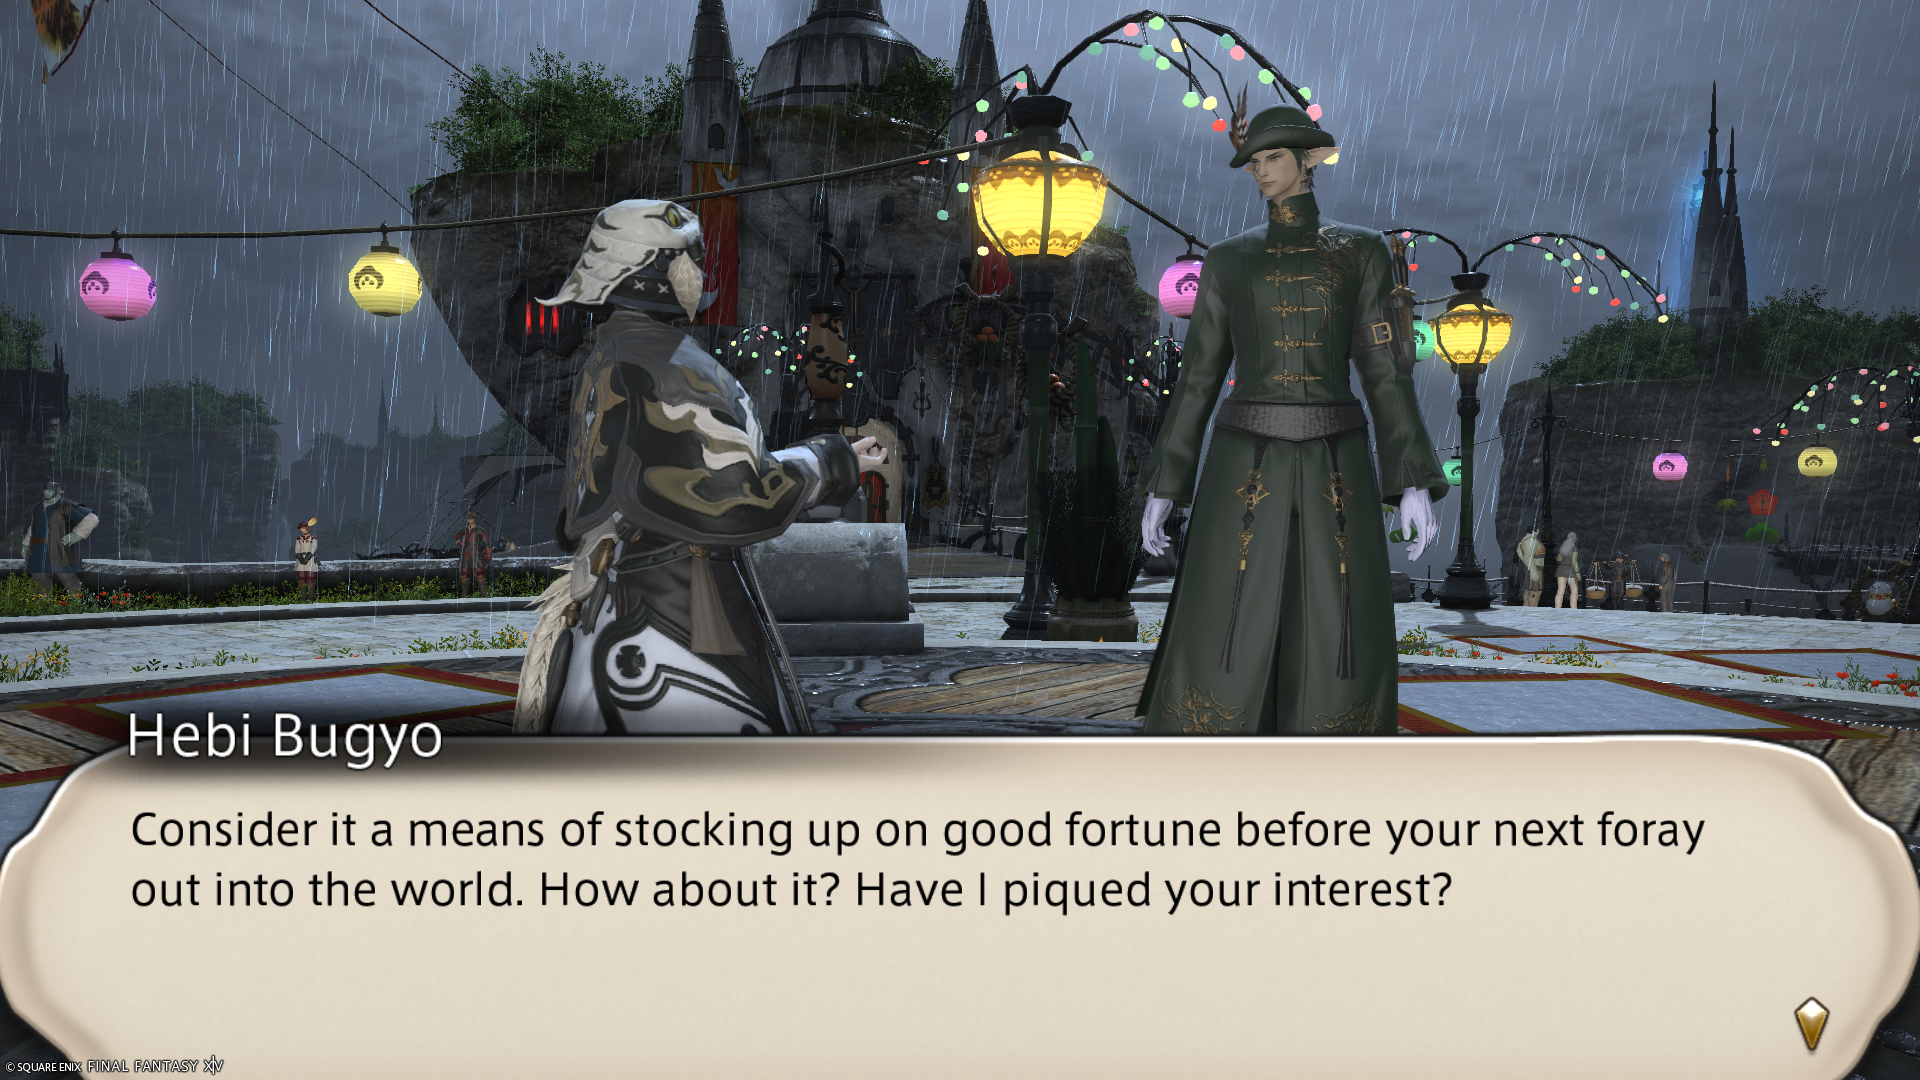 Hebi Bugyo
Consider it a means of stocking up on good fortune before your next foray
out into the world. How about it? Have I piqued your interest?
© SQUARE ENIX FINAL FANTASY XIV